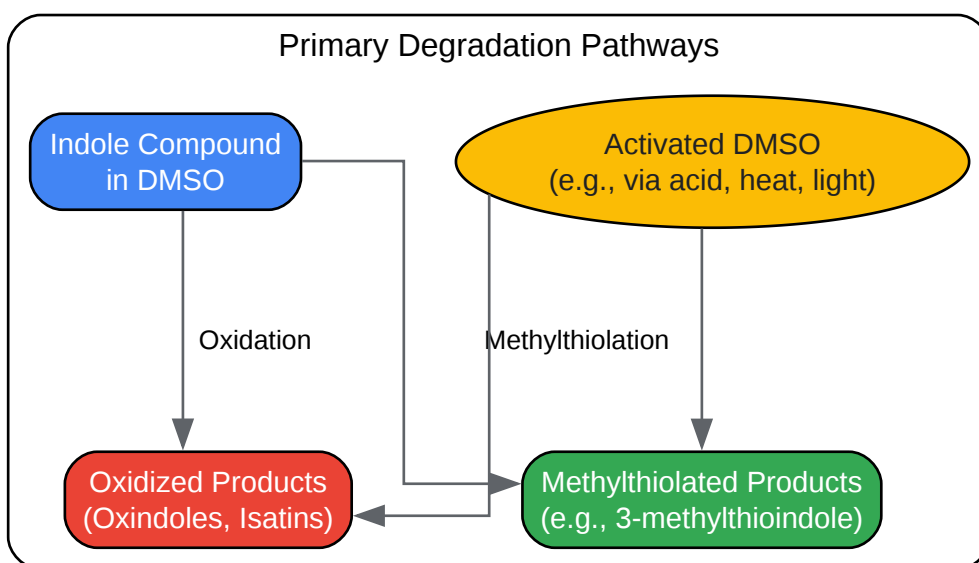 Primary Degradation Pathways
Indole Compound
in DMSO
Activated DMSO
(e.g., via acid, heat, light)
Oxidation
Methylthiolation
Oxidized Products
(Oxindoles, Isatins)
Methylthiolated Products
(e.g., 3-methylthioindole)